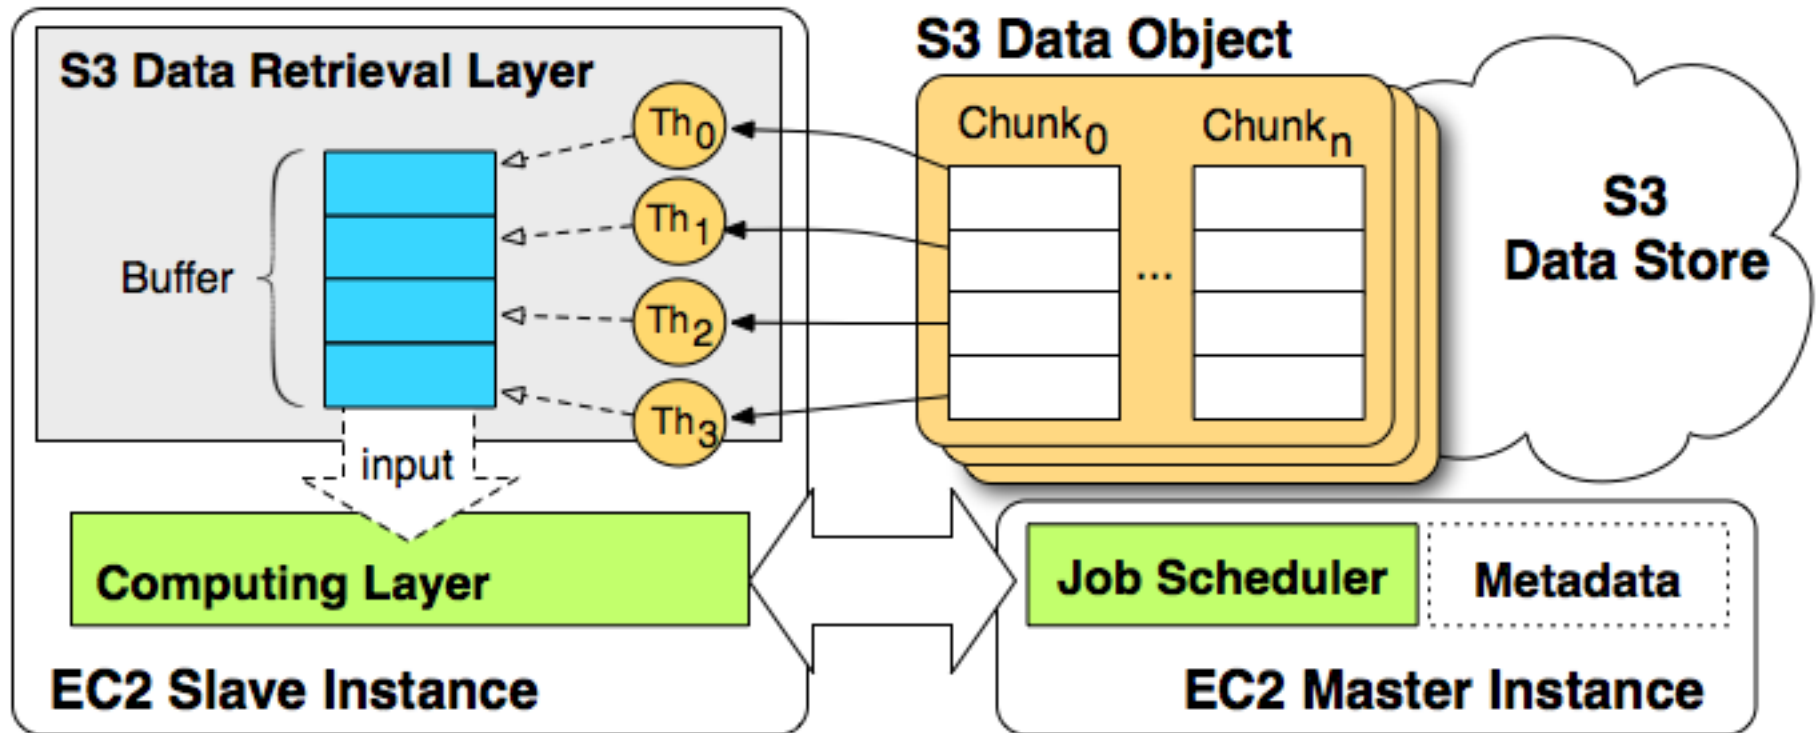 S3 Data Retrieval Layer
Th0
Th1
Th2
Th3
Buffer
input
Computing Layer
EC2 Slave Instance
S3 Data Object
Chunk0
...
Chunkn
S3
Data Store
Job Scheduler
Metadata
EC2 Master Instance